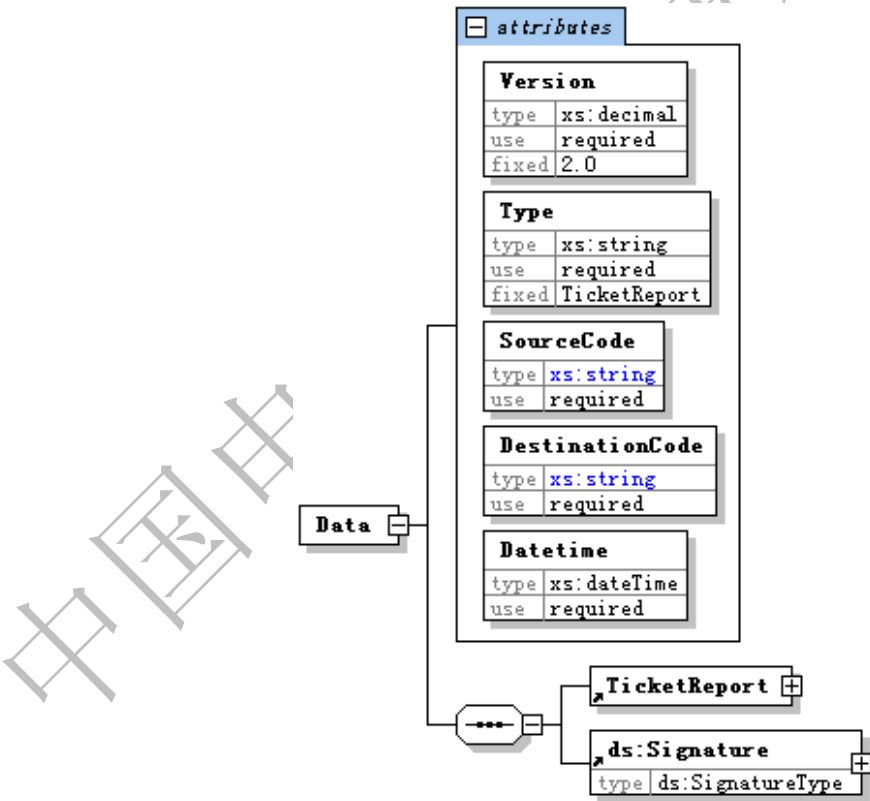 attributes
Version
type xs:decimal
use required
fixed 2.0
Type
type xs:string
use required
fixed TicketReport
SourceCode
type xs:string
use required
DestinationCode
type xs:string
use required
Data
Datetime
type xs:dateTime
use required
TicketReport
ds:Signature
type ds:SignatureType
中国